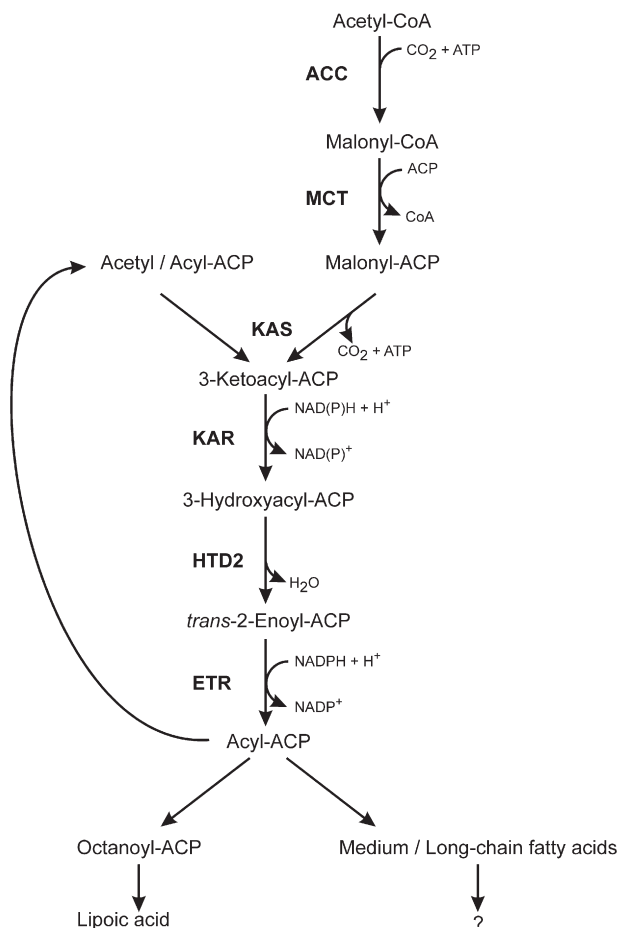 Acetyl-CoA
CO2 + ATP
ACC
Malonyl-CoA
ACP
MCT
CoA
Acetyl / Acyl-ACP
Malonyl-ACP
KAS
CO2 + ATP
3-Ketoacyl-ACP
NAD(P)H + H+
KAR
NAD(P)+
3-Hydroxyacyl-ACP
HTD2
H2O
trans-2-Enoyl-ACP
NADPH + H+
ETR
NADP+
Acyl-ACP
Octanoyl-ACP
Medium / Long-chain fatty acids
Lipoic acid
?